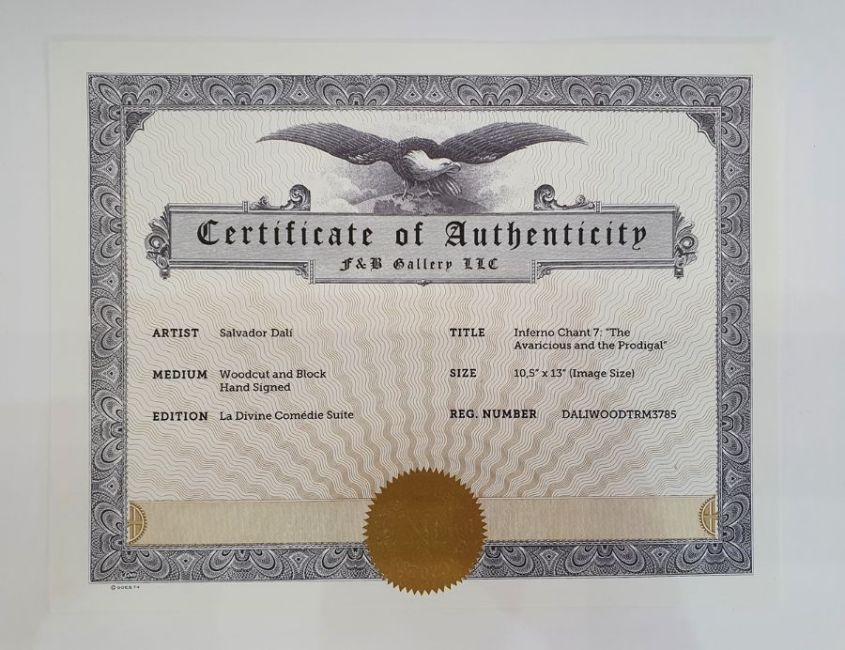 Certificate of Authenticity
F&B Gallery LLC
ARTIST Salvador Dalí
TITLE Inferno Chant 7: "The
Avaricious and the Prodigal"
MEDIUM Woodcut and Block
Hand Signed
SIZE 10,5" x 13" (Image Size)
EDITION La Divine Comédie Suite
REG. NUMBER DALIWOODTRM3785